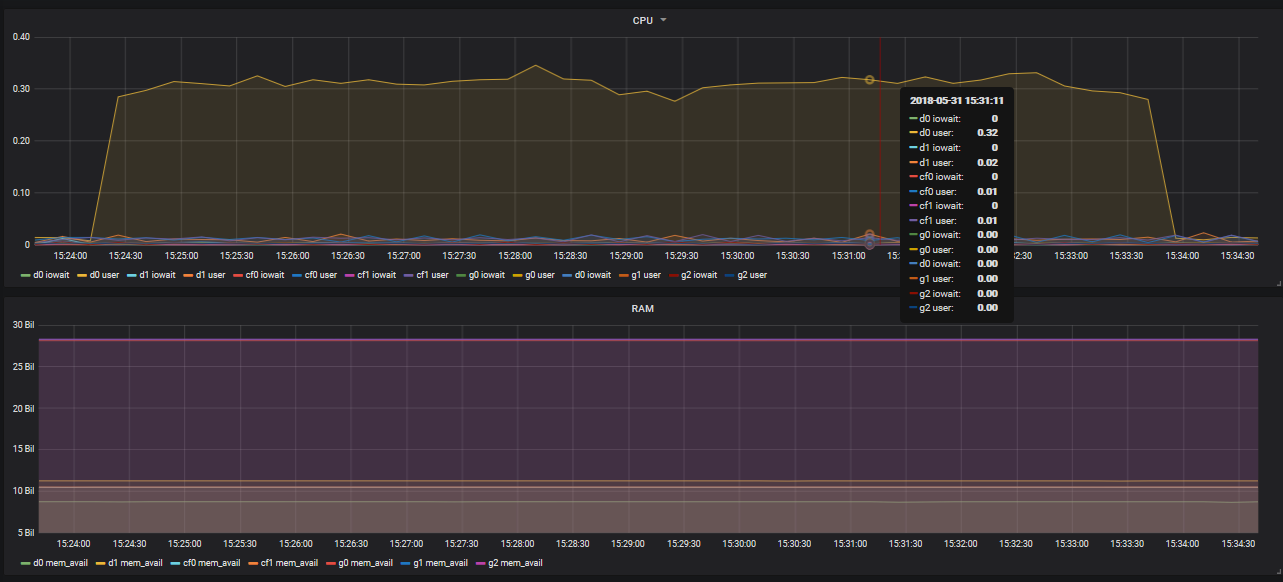 CPU
0.40
0.30
0.20
0.10
0
15:24:00 15:24:30 15:25:00 15:25:30 15:26:00 15:26:30 15:27:00 15:27:30 15:28:00 15:28:30 15:29:00 15:29:30 15:30:00 15:30:30 15:31:00 15:33:00 15:33:30 15:34:00 15:34:30
d0 iowait d0 user d1 iowait d1 user cf0 iowait cf0 user cf1 iowait cf1 user g0 iowait g0 user d0 iowait g1 user g2 iowait g2 user
2018-05-31 15:31:11
d0 iowait: 0
d0 user: 0.32
d1 iowait: 0
d1 user: 0.02
cf0 iowait: 0
cf0 user: 0.01
cf1 iowait: 0
cf1 user: 0.01
g0 iowait: 0.00
g0 user: 0.00
d0 iowait: 0.00
g1 user: 0.00
g2 iowait: 0.00
g2 user: 0.00
RAM
30 Bil
25 Bil
20 Bil
15 Bil
10 Bil
5 Bil
15:24:00 15:24:30 15:25:00 15:25:30 15:26:00 15:26:30 15:27:00 15:27:30 15:28:00 15:28:30 15:29:00 15:29:30 15:30:00 15:30:30 15:31:00 15:31:30 15:32:00 15:32:30 15:33:00 15:33:30 15:34:00 15:34:30
d0 mem_avail d1 mem_avail cf0 mem_avail cf1 mem_avail g0 mem_avail g1 mem_avail g2 mem_avail